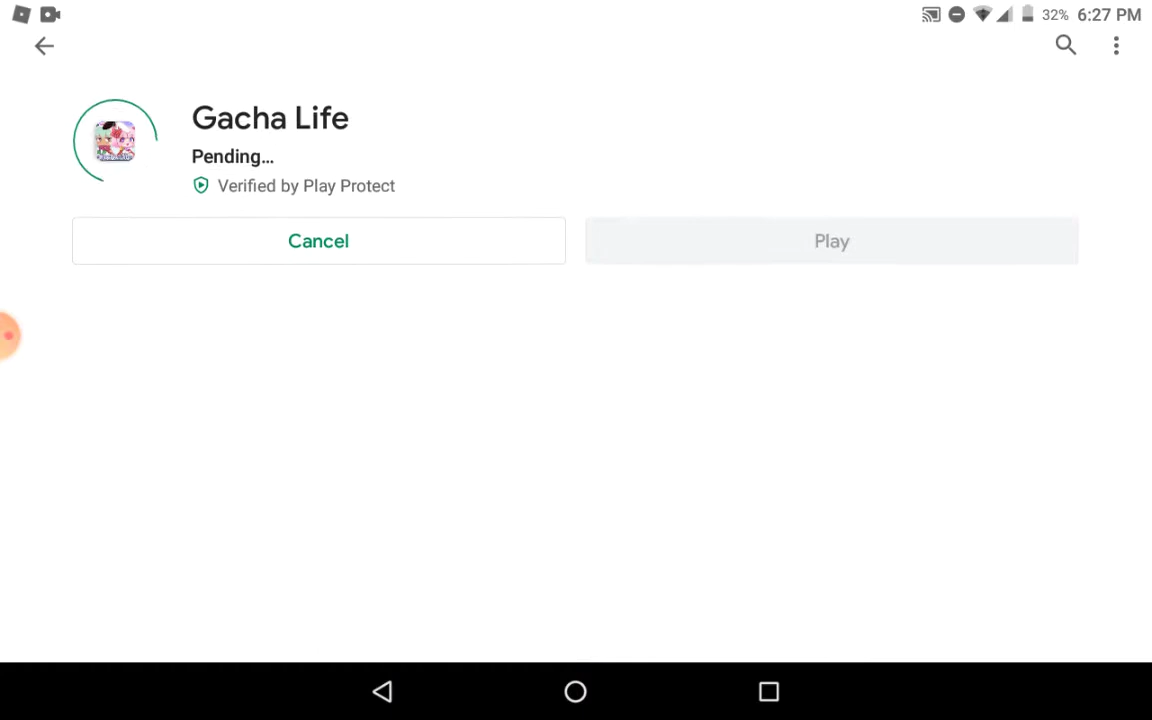 32% 6:27 PM
Gacha Life
Pending...
Verified by Play Protect
Cancel
Play